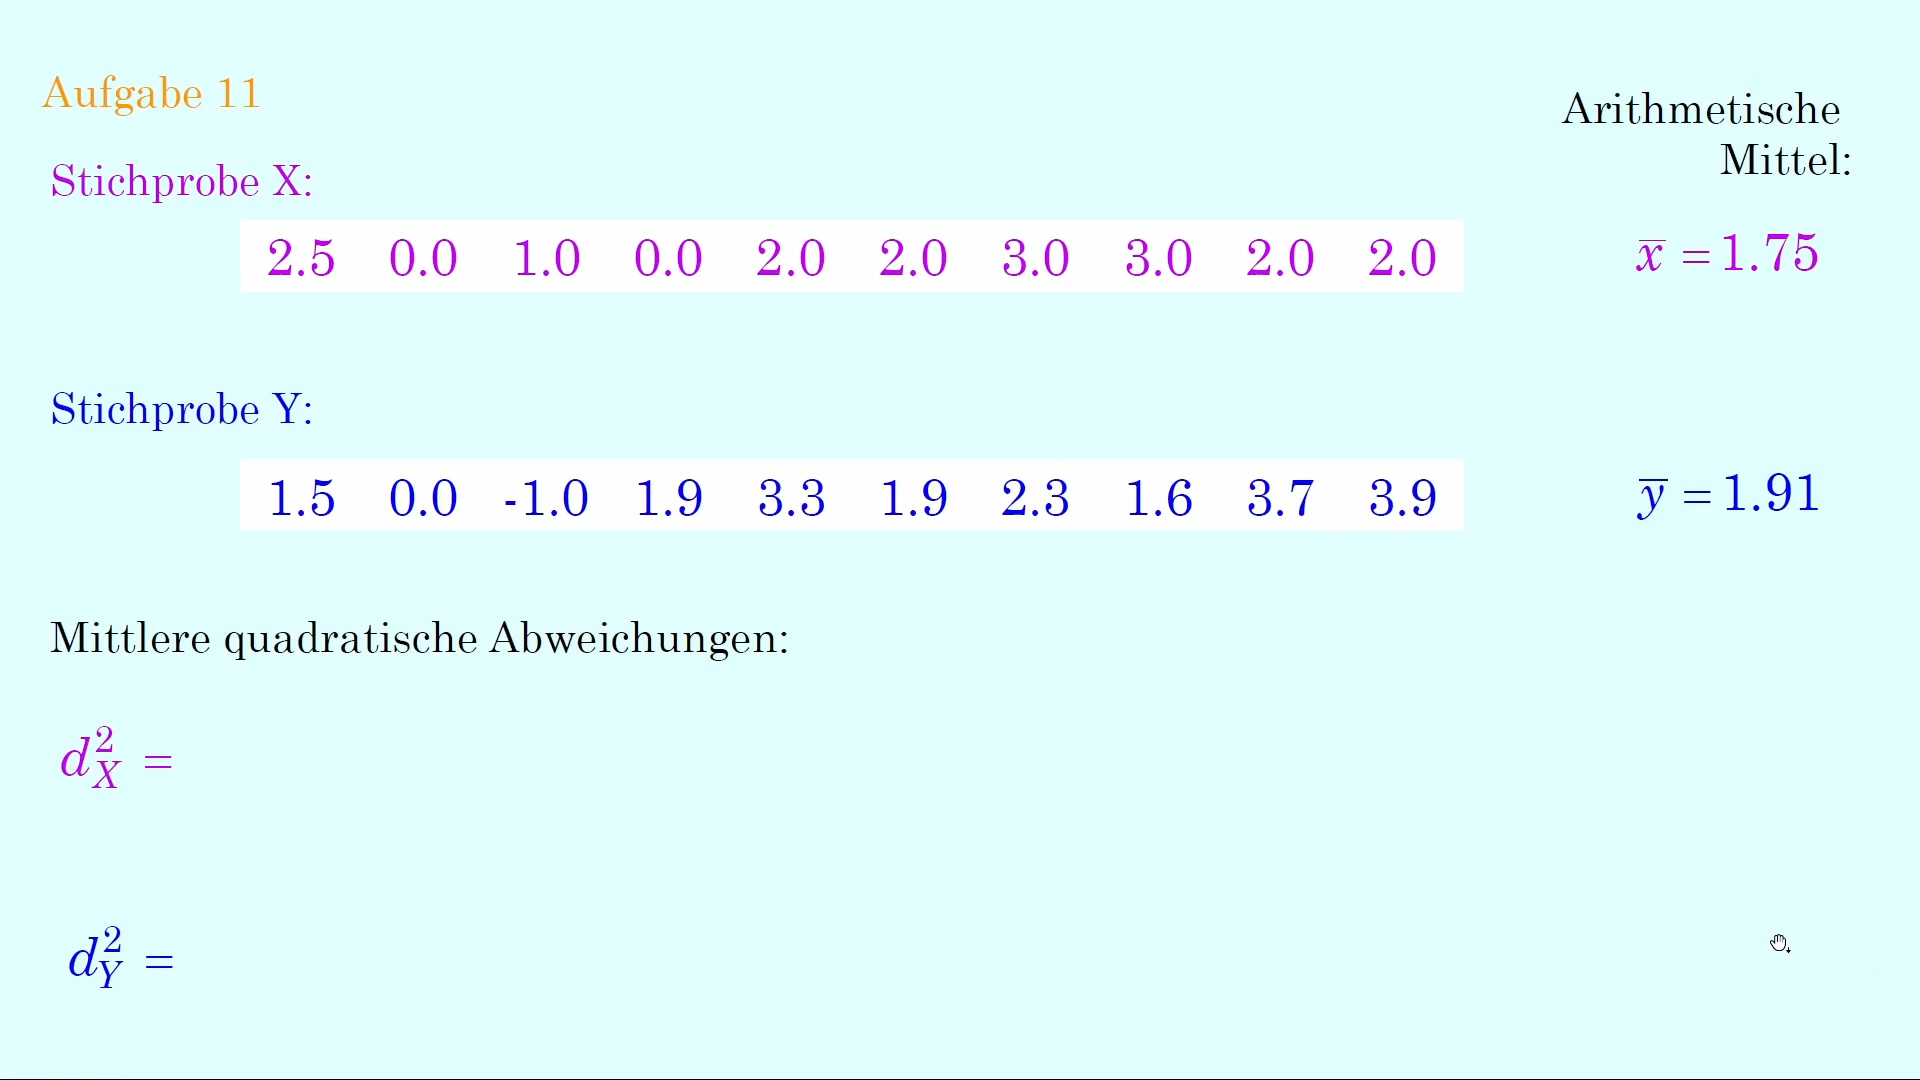 Aufgabe 11
Arithmetische
Mittel:
Stichprobe X:
2.5 0.0 1.0 0.0 2.0 2.0 3.0 3.0 2.0 2.0
x̅ = 1.75
Stichprobe Y:
1.5 0.0 -1.0 1.9 3.3 1.9 2.3 1.6 3.7 3.9
y̅ = 1.91
Mittlere quadratische Abweichungen:
d²_X =
d²_Y =